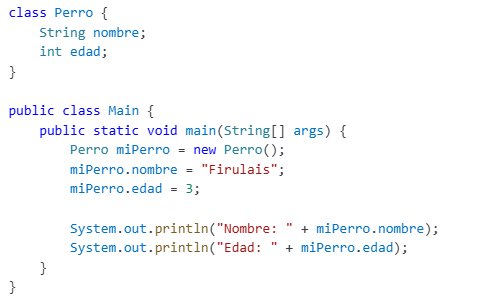 class Perro {
    String nombre;
    int edad;
}

public class Main {
    public static void main(String[] args) {
        Perro miPerro = new Perro();
        miPerro.nombre = "Firulais";
        miPerro.edad = 3;

        System.out.println("Nombre: " + miPerro.nombre);
        System.out.println("Edad: " + miPerro.edad);
    }
}